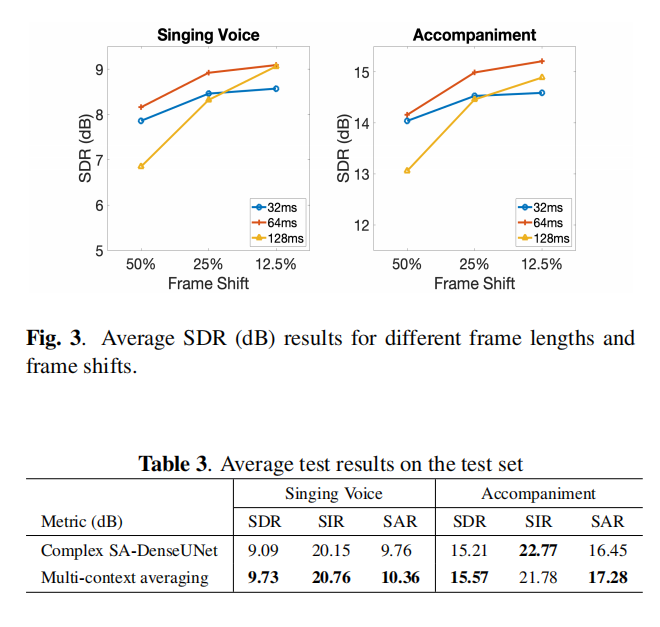 Singing Voice
SDR (dB)
9
8
7
6
5
50% 25% 12.5%
Frame Shift
32ms
64ms
128ms
Accompaniment
SDR (dB)
15
14
13
12
50% 25% 12.5%
Frame Shift
32ms
64ms
128ms
Fig. 3. Average SDR (dB) results for different frame lengths and
frame shifts.
Table 3. Average test results on the test set
Singing Voice Accompaniment
Metric (dB) SDR SIR SAR SDR SIR SAR
Complex SA-DenseUNet 9.09 20.15 9.76 15.21 22.77 16.45
Multi-context averaging 9.73 20.76 10.36 15.57 21.78 17.28